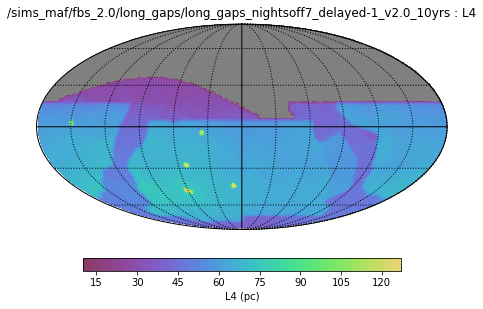 /sims_maf/fbs_2.0/long_gaps/long_gaps_nightsoff7_delayed-1_v2.0_10yrs : L4
15 30 45 60 75 90 105 120
L4 (pc)